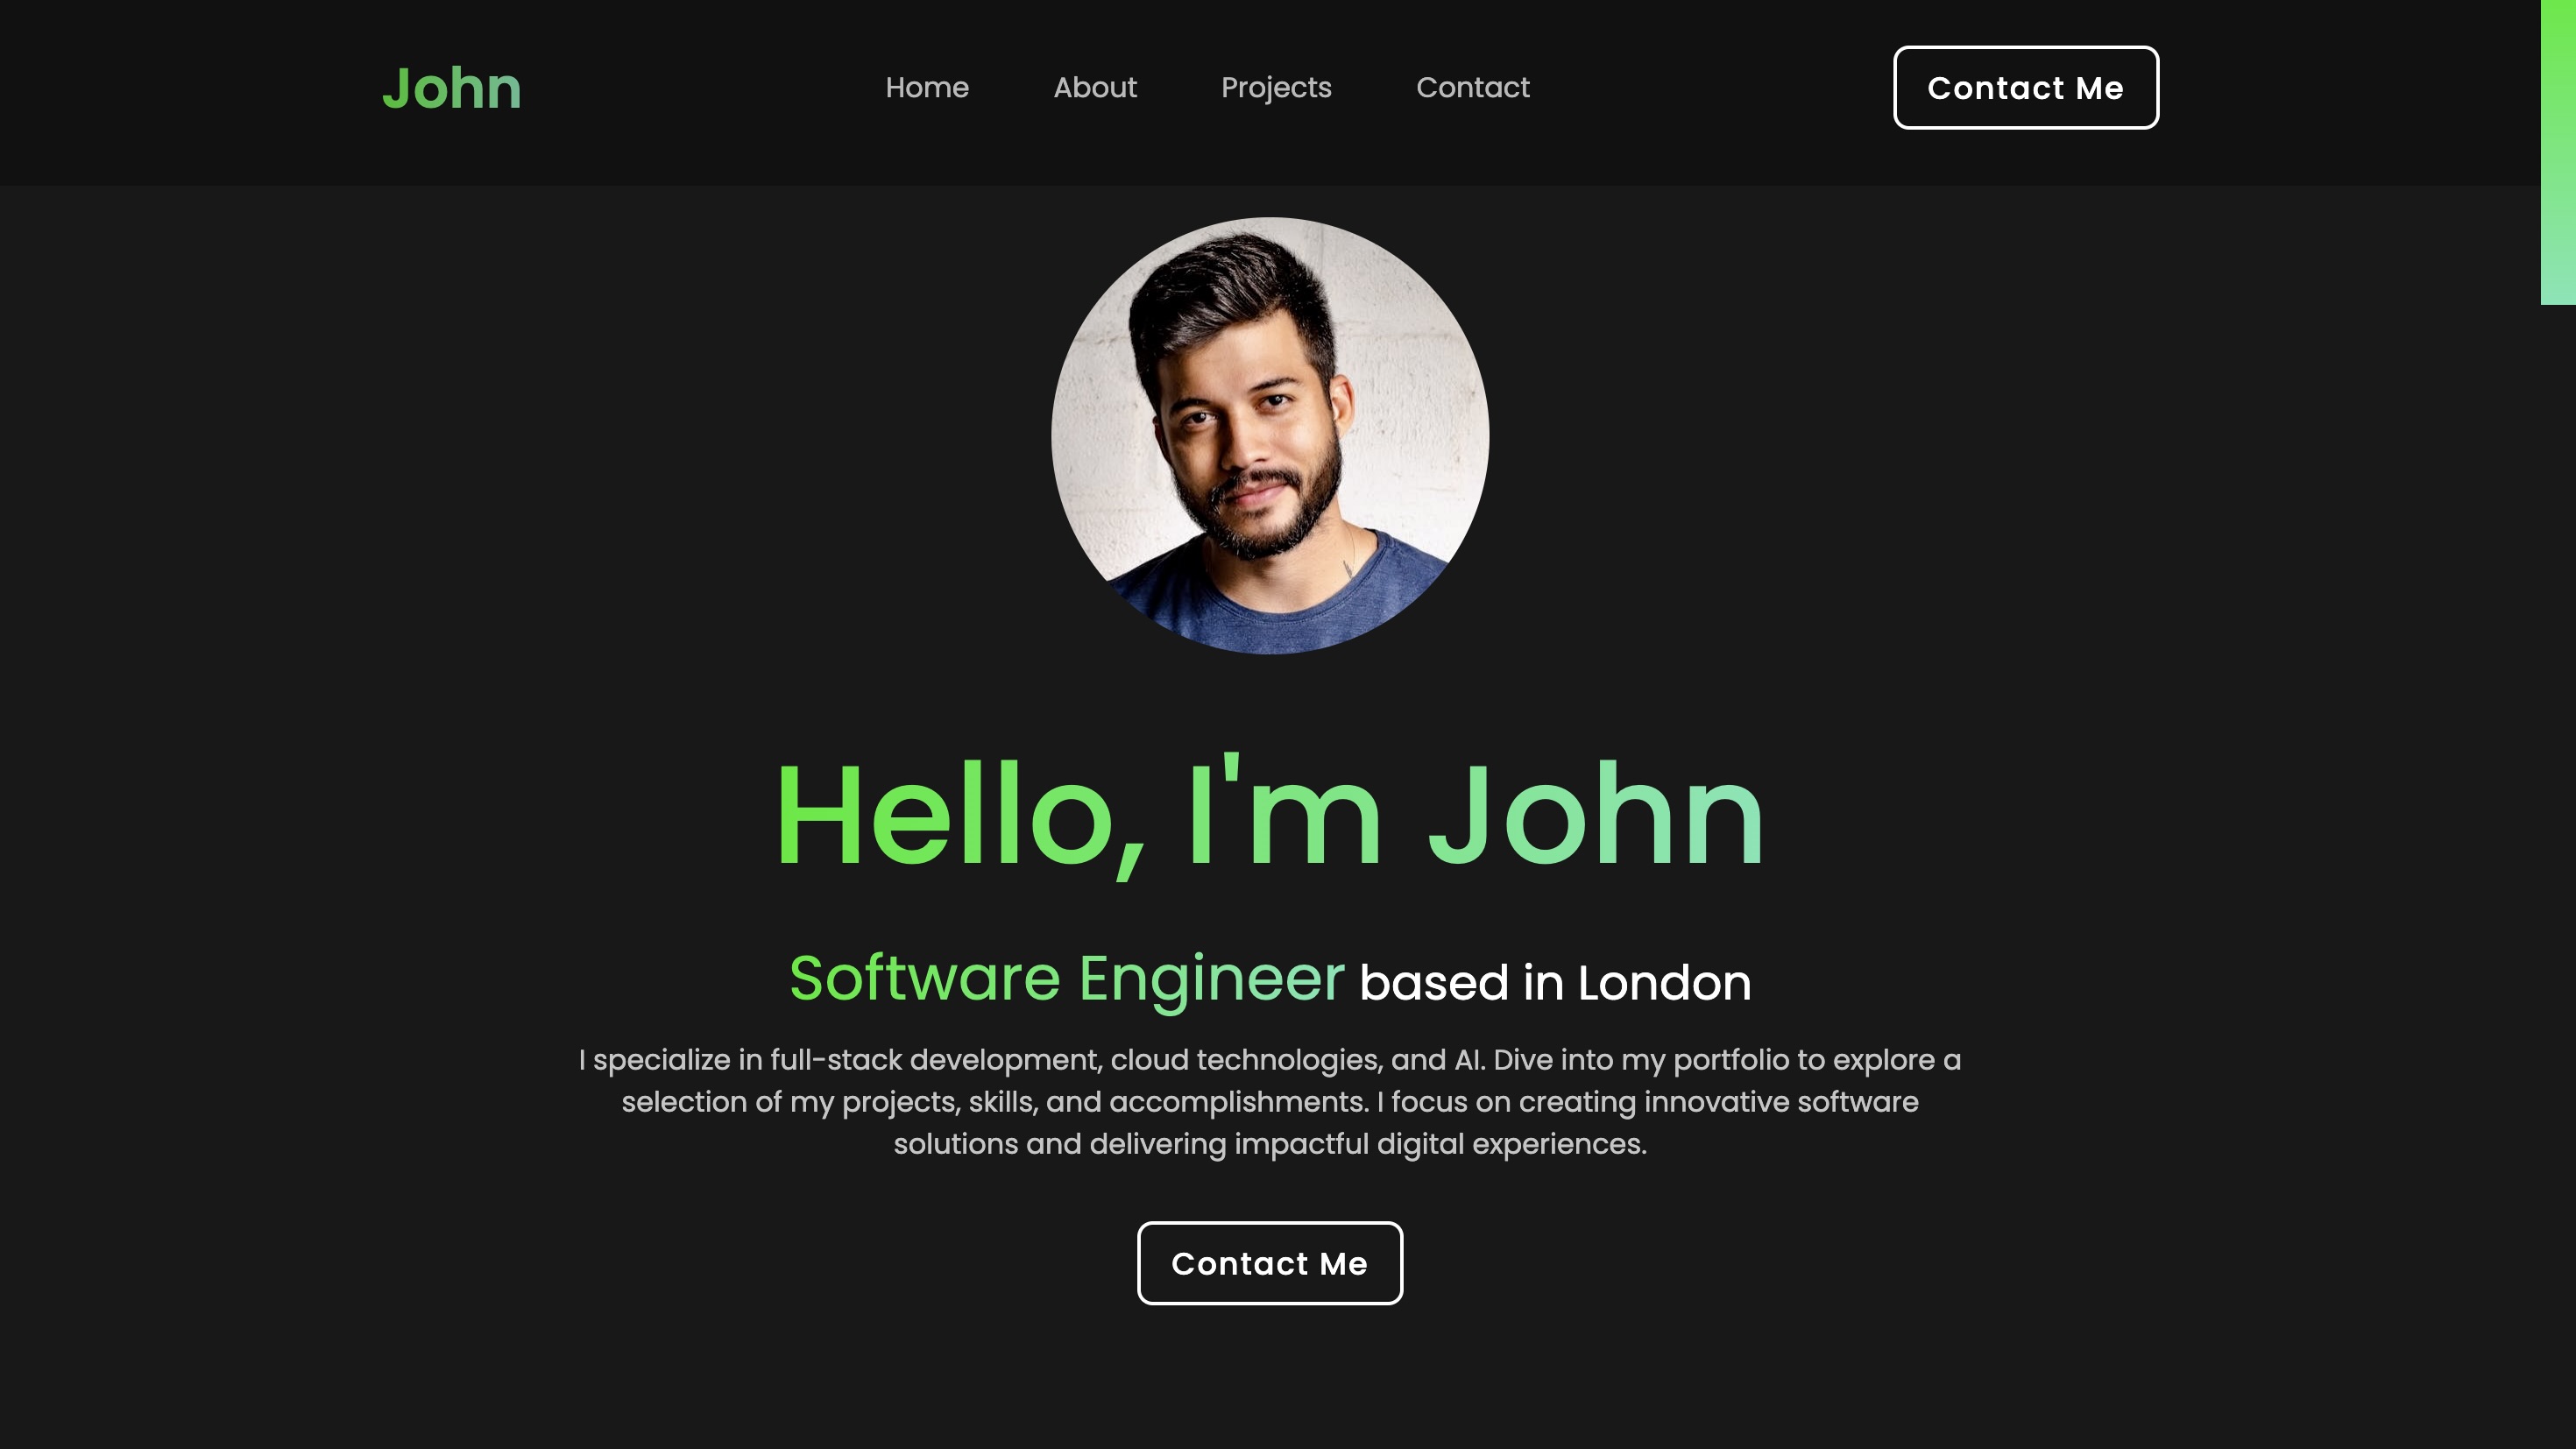 John
Home
About
Projects
Contact
Contact Me
Hello, I'm John
Software Engineer based in London
I specialize in full-stack development, cloud technologies, and AI. Dive into my portfolio to explore a
selection of my projects, skills, and accomplishments. I focus on creating innovative software
solutions and delivering impactful digital experiences.
Contact Me